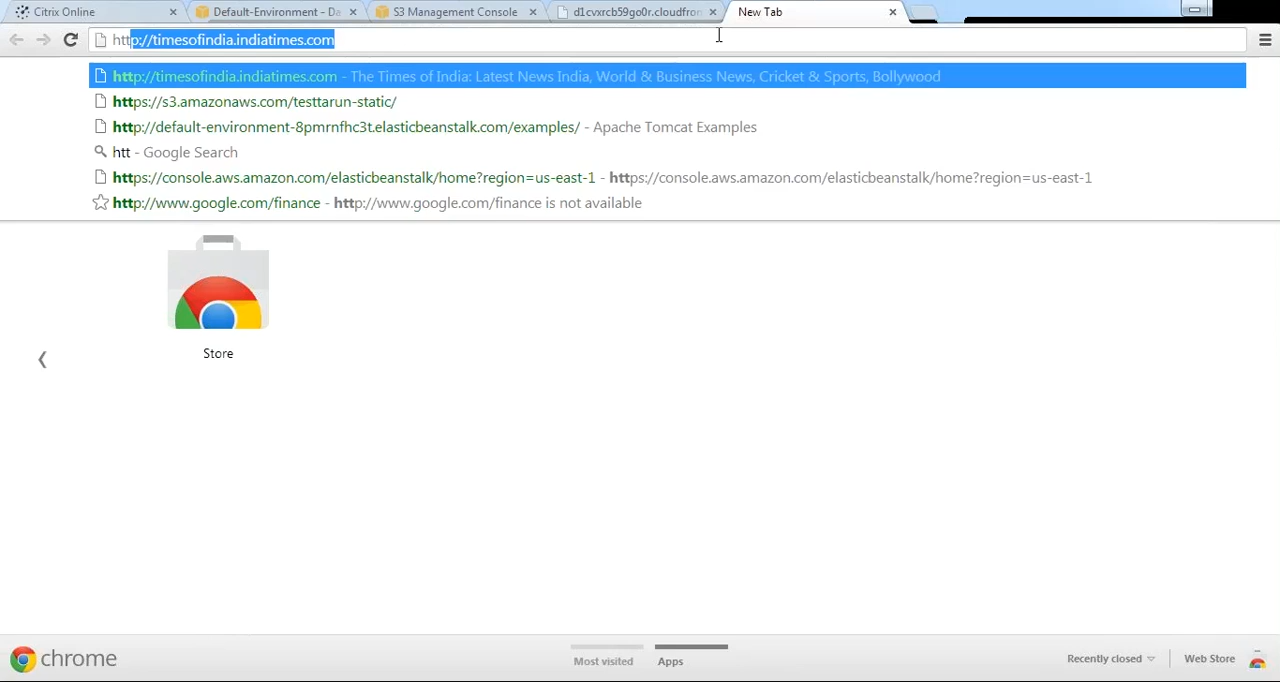 Citrix Online
Default-Environment - Da
S3 Management Console
d1cvxrcb59go0r.cloudfron
New Tab
http://timesofindia.indiatimes.com
http://timesofindia.indiatimes.com - The Times of India: Latest News India, World & Business News, Cricket & Sports, Bollywood
https://s3.amazonaws.com/testtarun-static/
http://default-environment-8pmrnfhc3t.elasticbeanstalk.com/examples/ - Apache Tomcat Examples
htt - Google Search
https://console.aws.amazon.com/elasticbeanstalk/home?region=us-east-1 - https://console.aws.amazon.com/elasticbeanstalk/home?region=us-east-1
http://www.google.com/finance - http://www.google.com/finance is not available
Store
chrome
Most visited
Apps
Recently closed
Web Store